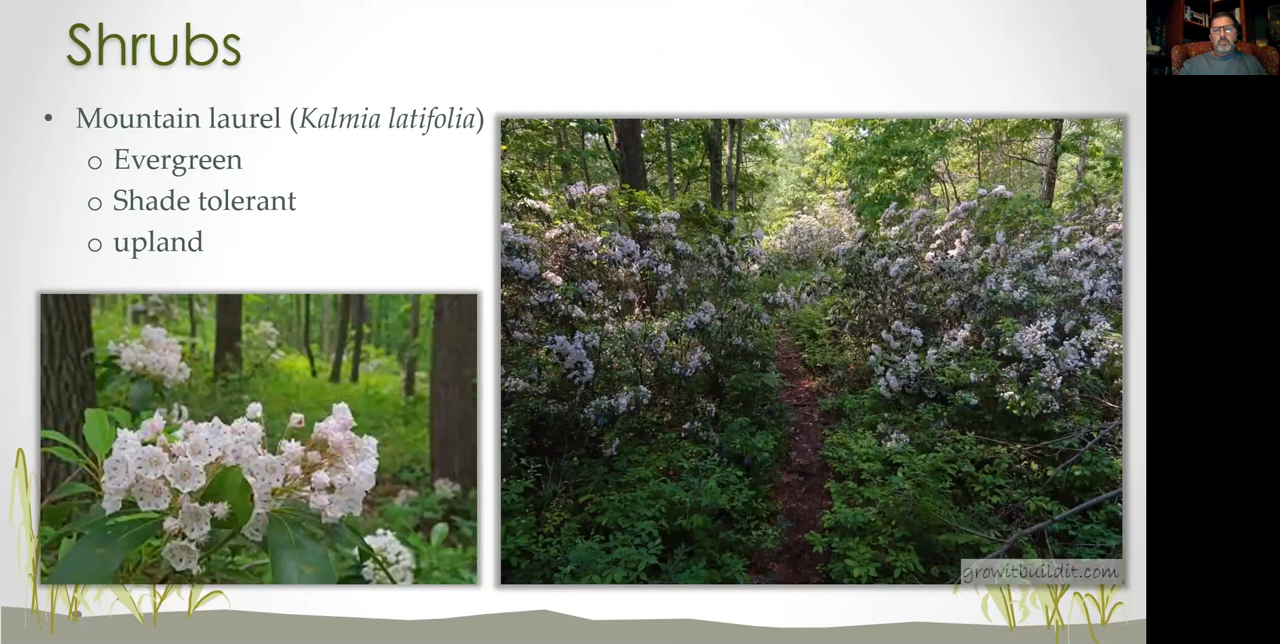 Shrubs
• Mountain laurel (Kalmia latifolia)
o Evergreen
o Shade tolerant
o upland
growitbuildit.com